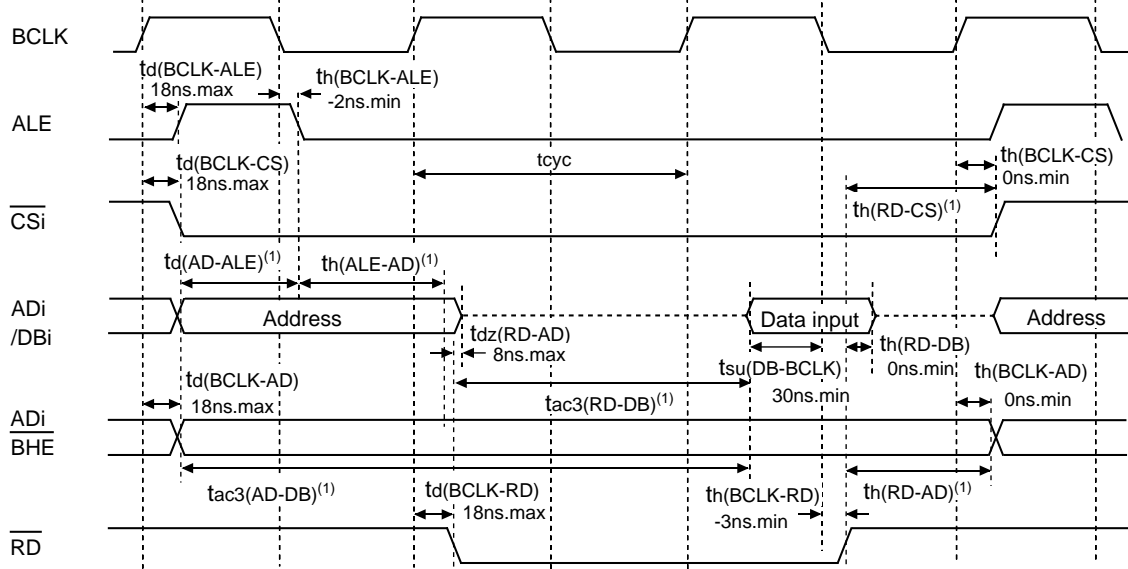 BCLK
td(BCLK-ALE)
18ns.max
th(BCLK-ALE)
-2ns.min
ALE
td(BCLK-CS)
18ns.max
tcyc
th(BCLK-CS)
0ns.min
CSi
th(RD-CS)(1)
td(AD-ALE)(1)
th(ALE-AD)(1)
ADi
/DBi
Address
Data input
Address
tdz(RD-AD)
8ns.max
tsu(DB-BCLK)
30ns.min
th(RD-DB)
0ns.min
td(BCLK-AD)
18ns.max
tac3(RD-DB)(1)
th(BCLK-AD)
0ns.min
ADi
BHE
tac3(AD-DB)(1)
td(BCLK-RD)
18ns.max
th(BCLK-RD)
-3ns.min
th(RD-AD)(1)
RD